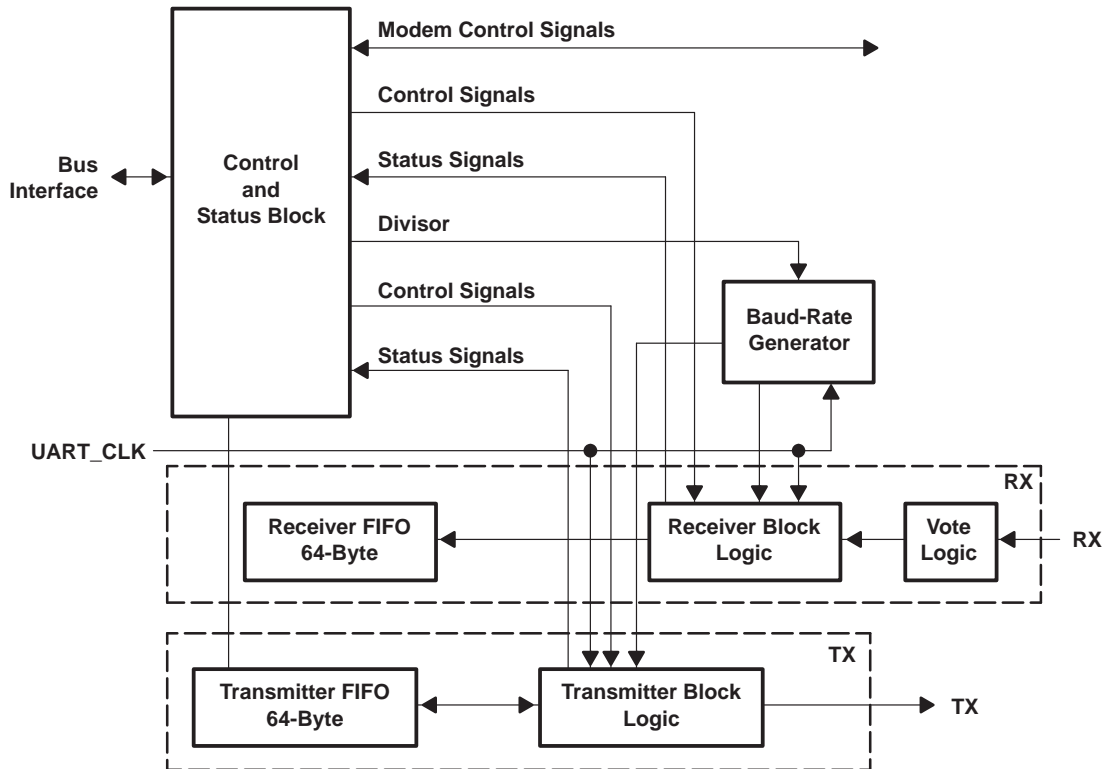 Modem Control Signals
Control Signals
Status Signals
Bus
Interface
Control
and
Status Block
Divisor
Control Signals
Baud-Rate
Generator
Status Signals
UART_CLK
RX
Receiver FIFO
64-Byte
Receiver Block
Logic
Vote
Logic
RX
TX
Transmitter FIFO
64-Byte
Transmitter Block
Logic
TX